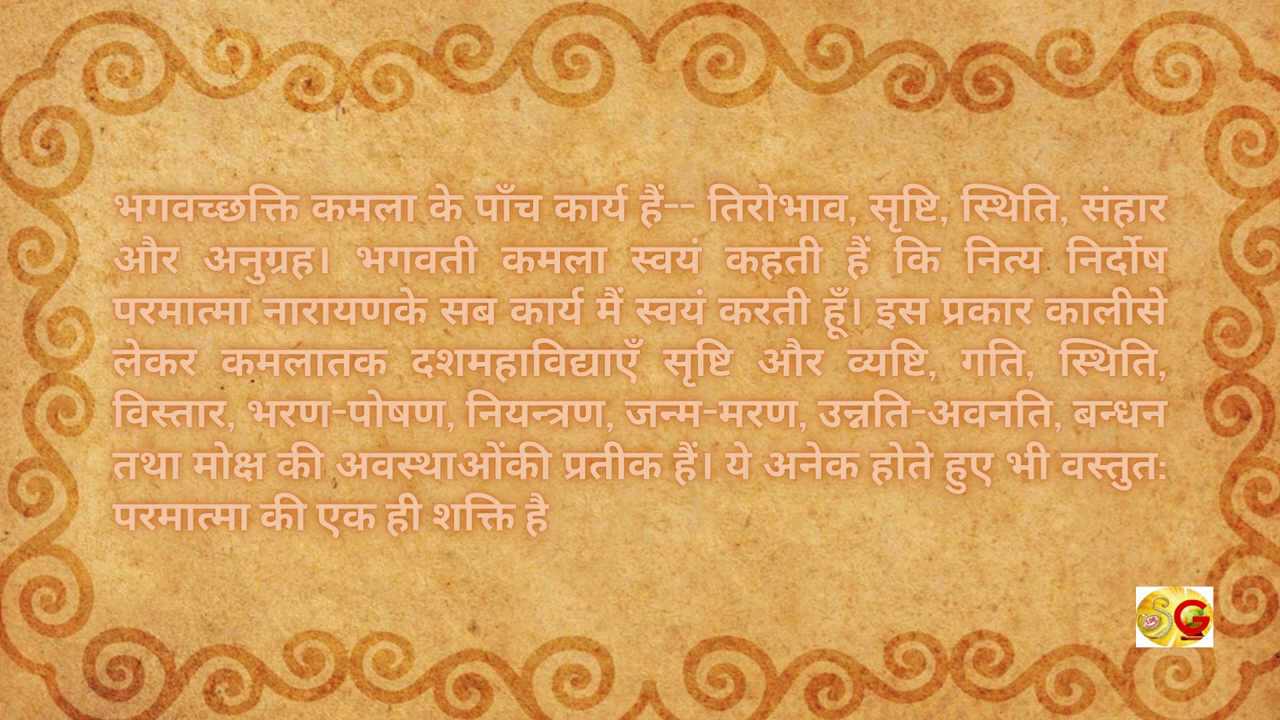 भगवच्छक्ति कमला के पाँच कार्य हैं-- तिरोभाव, सृष्टि, स्थिति, संहार
और अनुग्रह। भगवती कमला स्वयं कहती हैं कि नित्य निर्दोष
परमात्मा नारायणके सब कार्य मैं स्वयं करती हूँ। इस प्रकार कालीसे
लेकर कमलातक दशमहाविद्याएँ सृष्टि और व्यष्टि, गति, स्थिति,
विस्तार, भरण-पोषण, नियन्त्रण, जन्म-मरण, उन्नति-अवनति, बन्धन
तथा मोक्ष की अवस्थाओंकी प्रतीक हैं। ये अनेक होते हुए भी वस्तुत:
परमात्मा की एक ही शक्ति है
SG